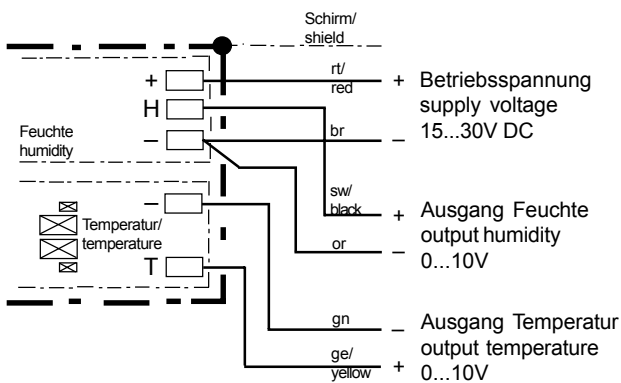 Schirm/
shield
rt/
red
+ Betriebsspannung
supply voltage
15...30V DC
+
H
–
br
–
Feuchte
humidity
sw/
black
+ Ausgang Feuchte
output humidity
0...10V
or
–
–
Temperatur/
temperature
T
gn
– Ausgang Temperatur
output temperature
0...10V
ge/
yellow
+